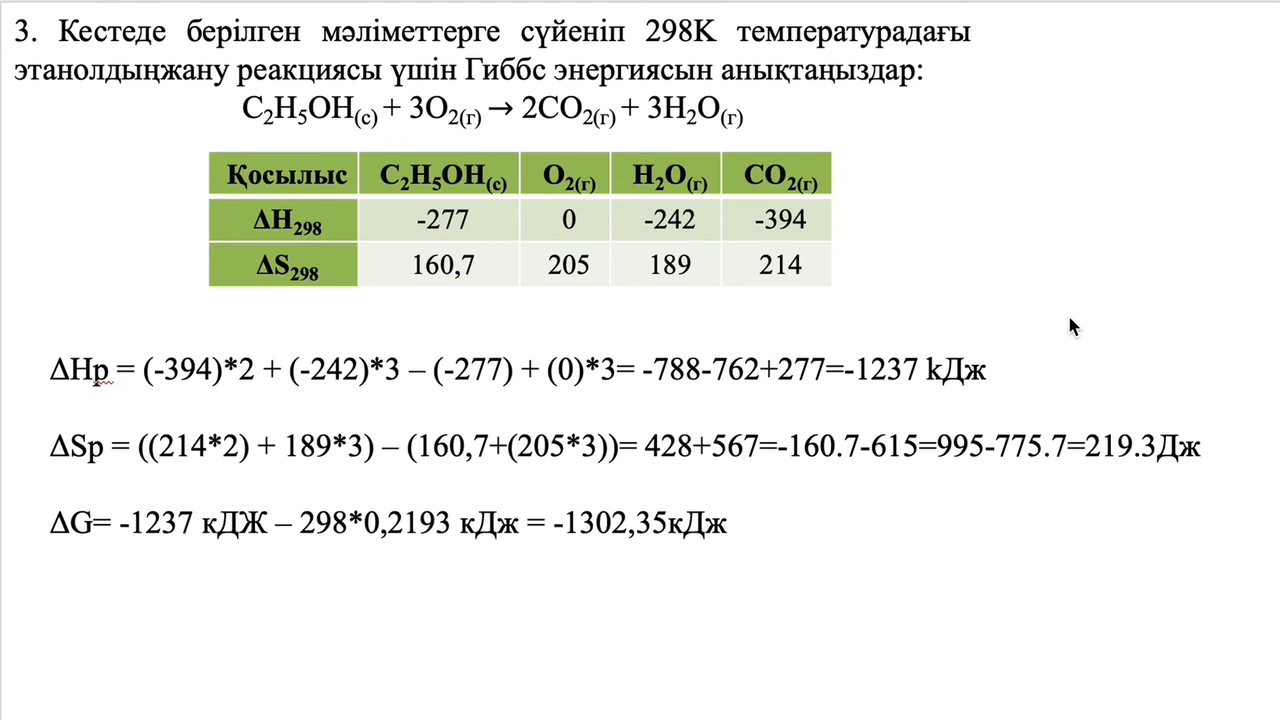 3. Кестеде берілген мәліметтерге сүйеніп 298K температурадағы
этанолдыңжану реакциясы үшін Гиббс энергиясын анықтаңыздар:
C₂H₅OH₍с₎ + 3O₂₍г₎ → 2CO₂₍г₎ + 3H₂O₍г₎
Қосылыс C₂H₅OH₍с₎ O₂₍г₎ H₂O₍г₎ CO₂₍г₎
ΔH₂₉₈ -277 0 -242 -394
ΔS₂₉₈ 160,7 205 189 214
ΔHp = (-394)*2 + (-242)*3 – (-277) + (0)*3= -788-762+277=-1237 kДж
ΔSp = ((214*2) + 189*3) – (160,7+(205*3))= 428+567=-160.7-615=995-775.7=219.3Дж
ΔG= -1237 кДЖ – 298*0,2193 кДж = -1302,35кДж